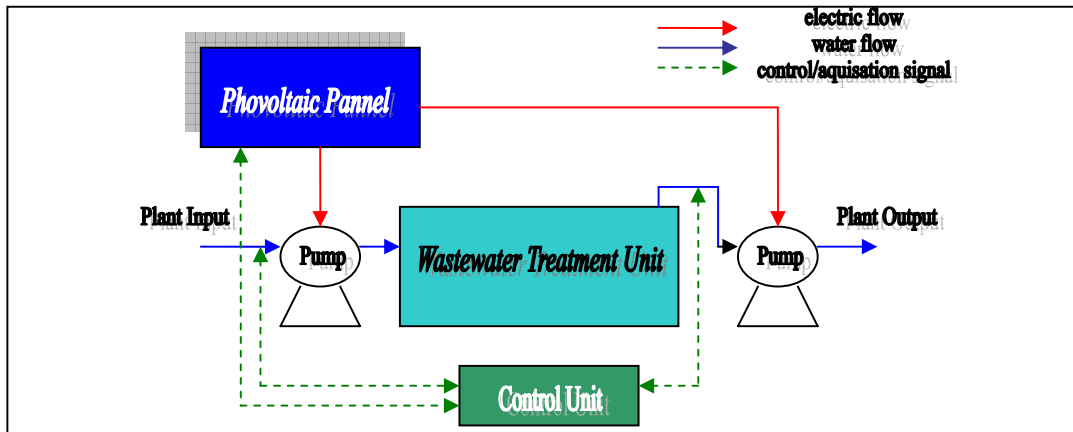 electric flow
water flow
control/aquisation signal
Phovoltaic Pannel
Plant Input
Plant Output
Pump
Wastewater Treatment Unit
Pump
Control Unit